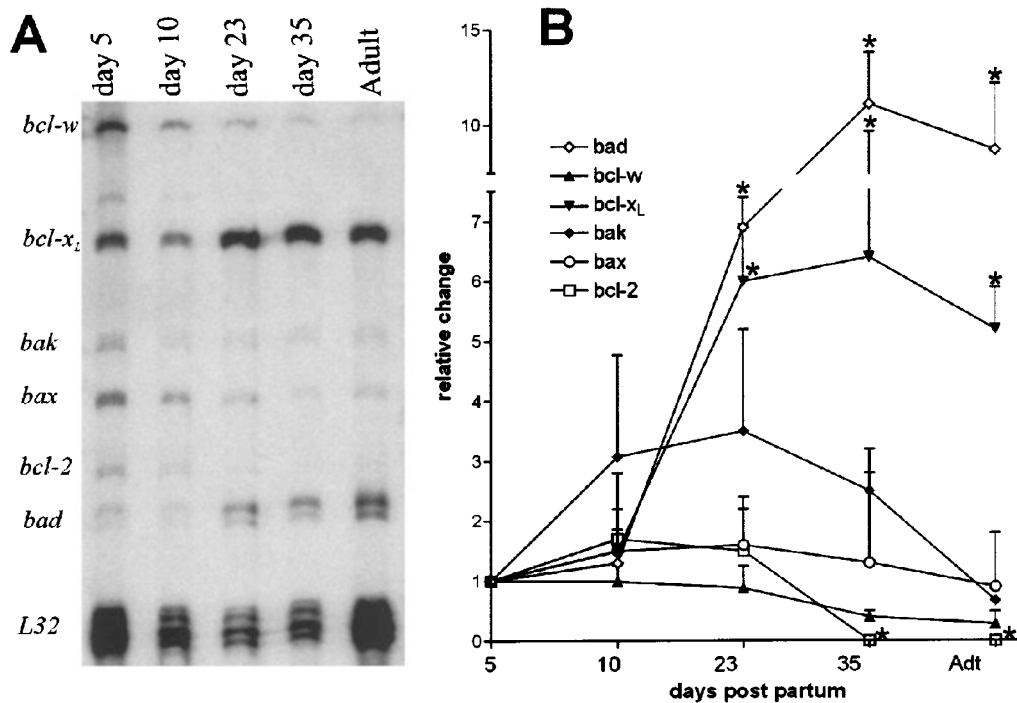 A
day 5
day 10
day 23
day 35
Adult
bcl-w
bcl-xL
bak
bax
bcl-2
bad
L32
B
15
10
7
6
5
4
3
2
1
0
relative change
bad
bcl-w
bcl-xL
bak
bax
bcl-2
*
*
*
*
*
*
*
*
5
10
23
35
Adt
days post partum